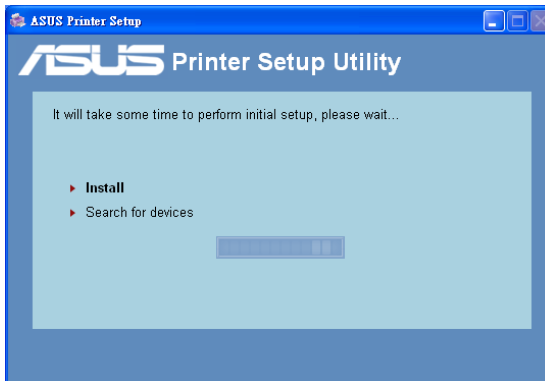 ASUS Printer Setup
ASUS Printer Setup Utility
It will take some time to perform initial setup, please wait...
Install
Search for devices